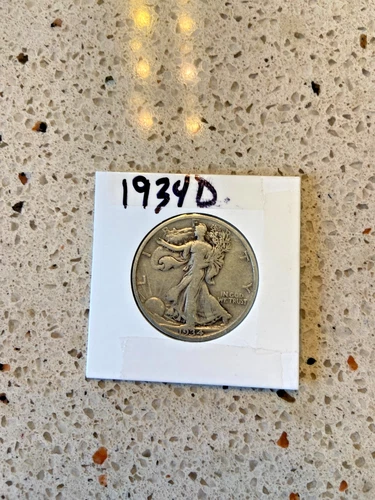 1934D
LIBERTY
IN GOD
WE TRUST
1934